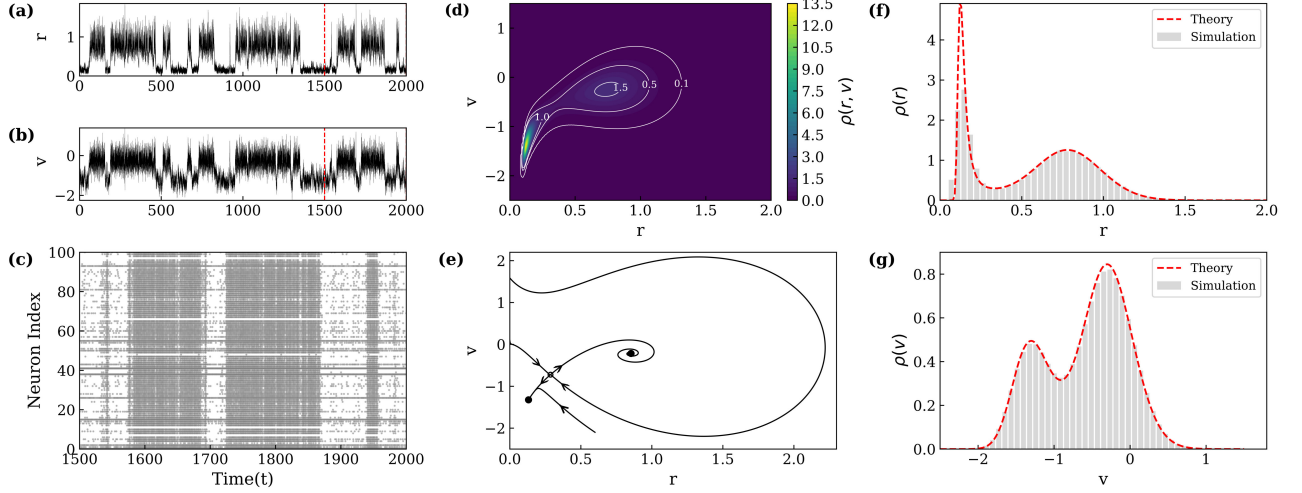 (a)
r
1
0
0 500 1000 1500 2000
(b)
v
0
−2
0 500 1000 1500 2000
(c)
Neuron Index
100
80
60
40
20
0
1500 1600 1700 1800 1900 2000
Time(t)
(d)
v
1
0
−1
−2
0.0 0.5 1.0 1.5 2.0
r
1.5
0.5
0.1
1.0
13.5
12.0
10.5
9.0
7.5
6.0
4.5
3.0
1.5
0.0
ρ(r, v)
(e)
v
2
1
0
−1
−2
0.0 0.5 1.0 1.5 2.0
r
(f)
ρ(r)
4
3
2
1
0
0.0 0.5 1.0 1.5 2.0
r
Theory
Simulation
(g)
ρ(v)
0.8
0.6
0.4
0.2
0.0
−2 −1 0 1
v
Theory
Simulation